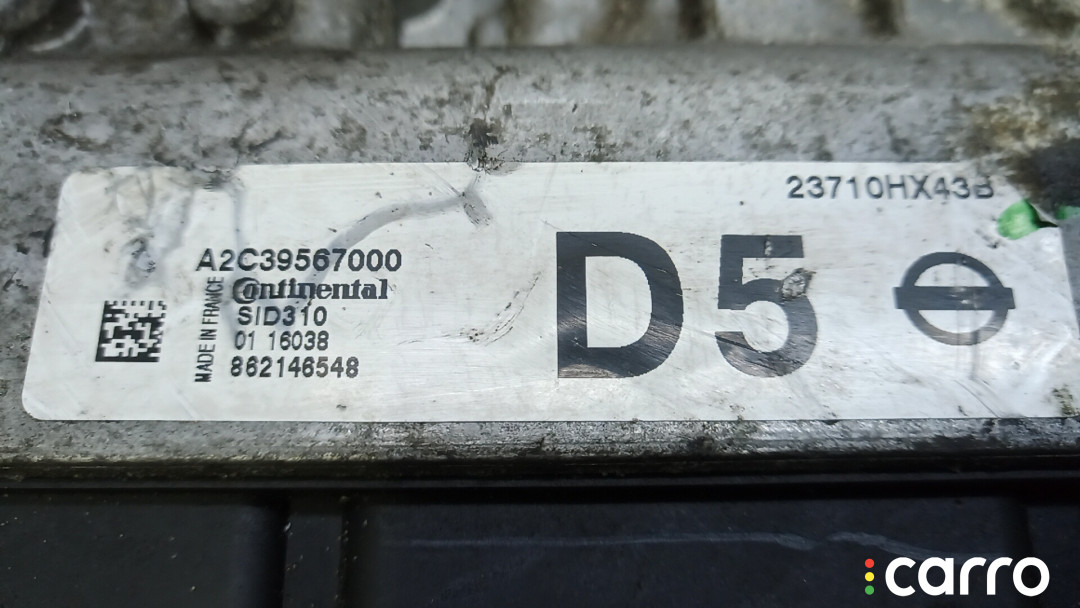 23710HX43B
A2C39567000
Continental
SID310
01 16038
862146548
MADE IN FRANCE
D5
carro